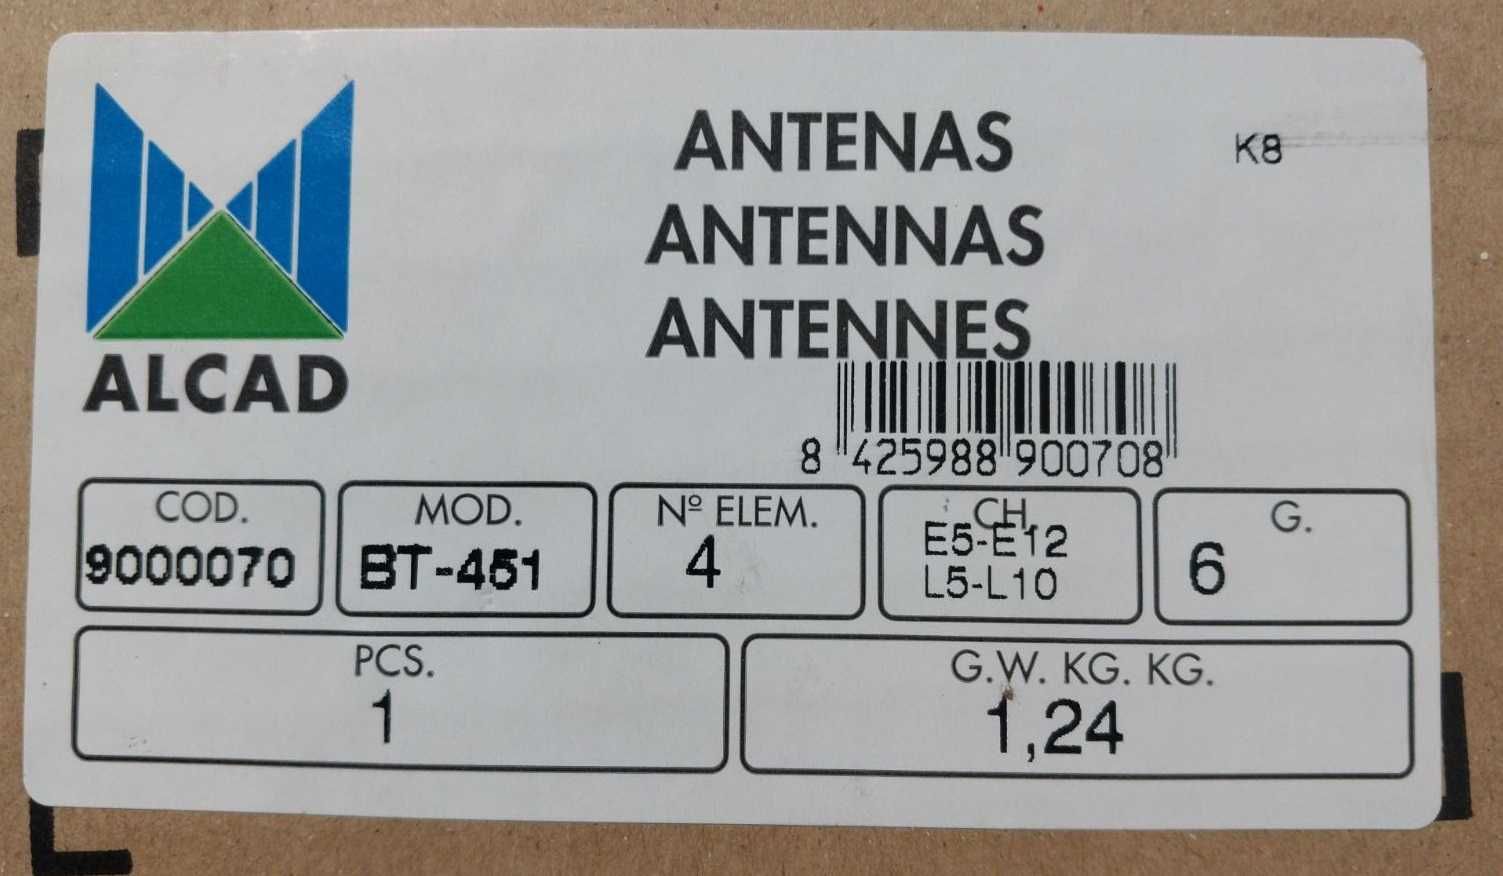 ANTENAS
K8
ANTENNAS
ANTENNES
ALCAD
8 425988 900708
COD.
9000070
MOD.
BT-451
Nº ELEM.
4
CH.
E5-E12
L5-L10
G.
6
PCS.
1
G.W. KG. KG.
1,24